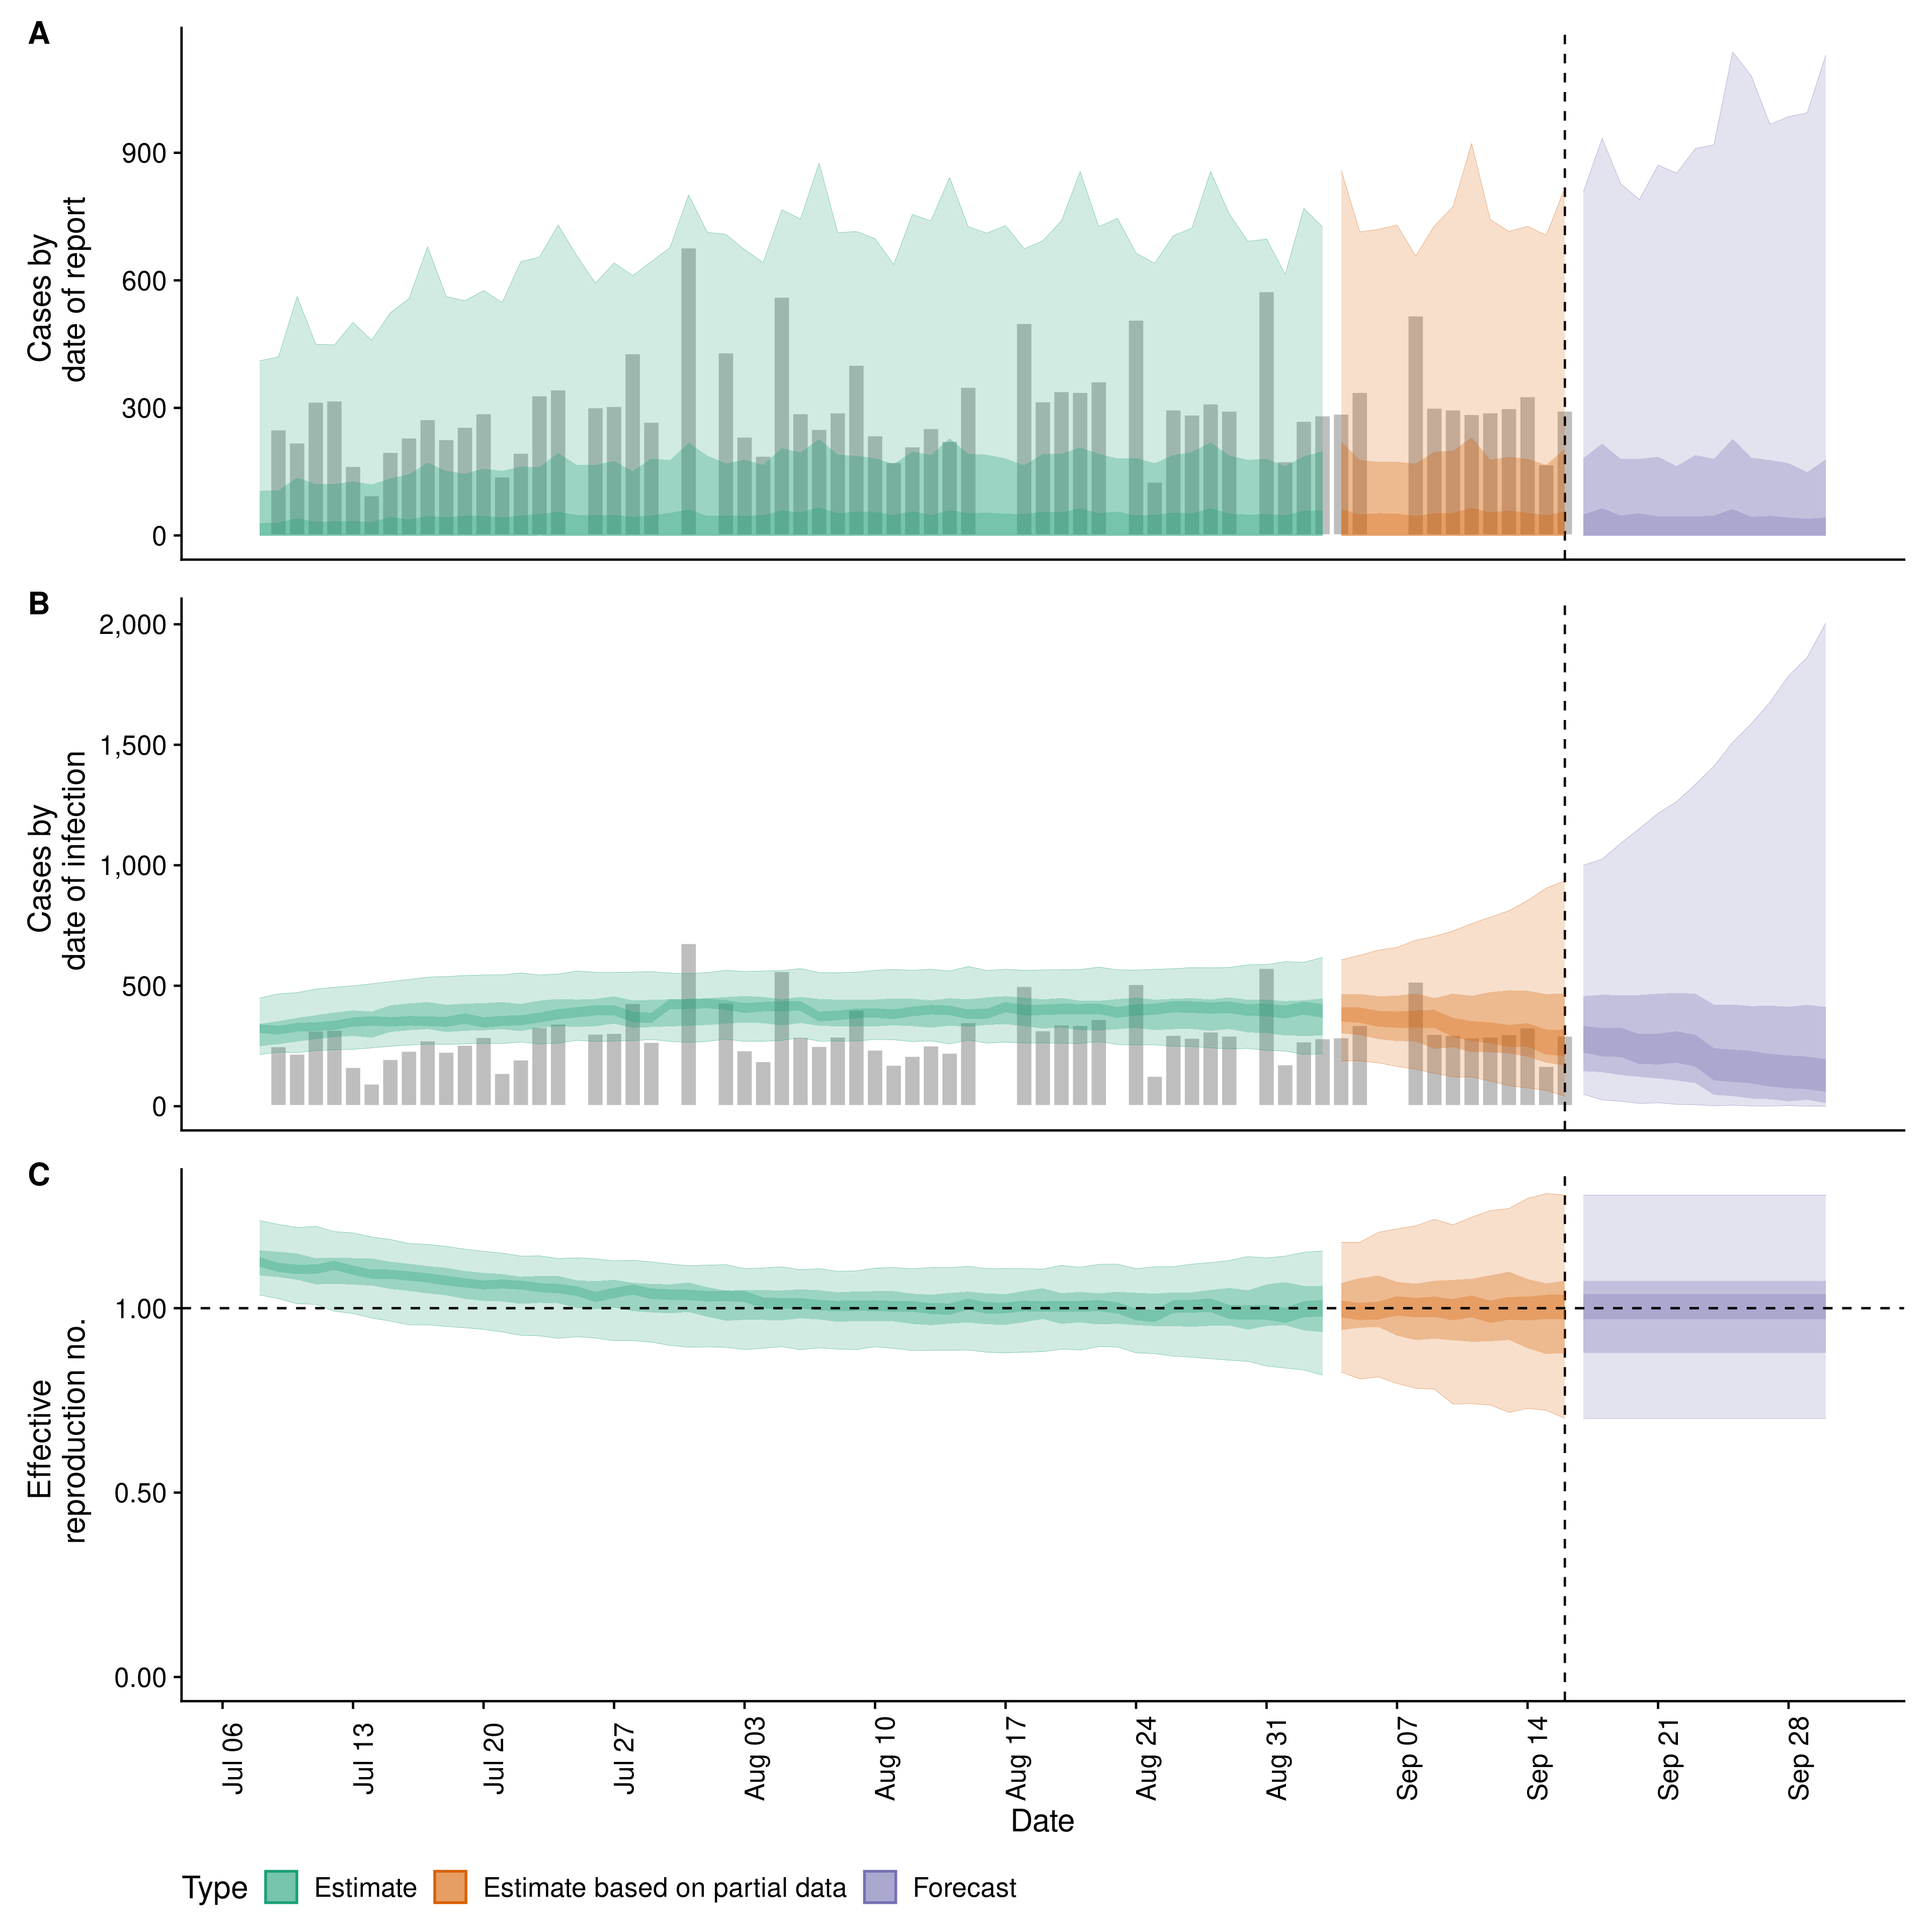 A
Cases by
date of report
900
600
300
0
B
Cases by
date of infection
2,000
1,500
1,000
500
0
C
Effective
reproduction no.
1.00
0.50
0.00
Jul 06
Jul 13
Jul 20
Jul 27
Aug 03
Aug 10
Aug 17
Aug 24
Aug 31
Sep 07
Sep 14
Sep 21
Sep 28
Date
Type Estimate Estimate based on partial data Forecast